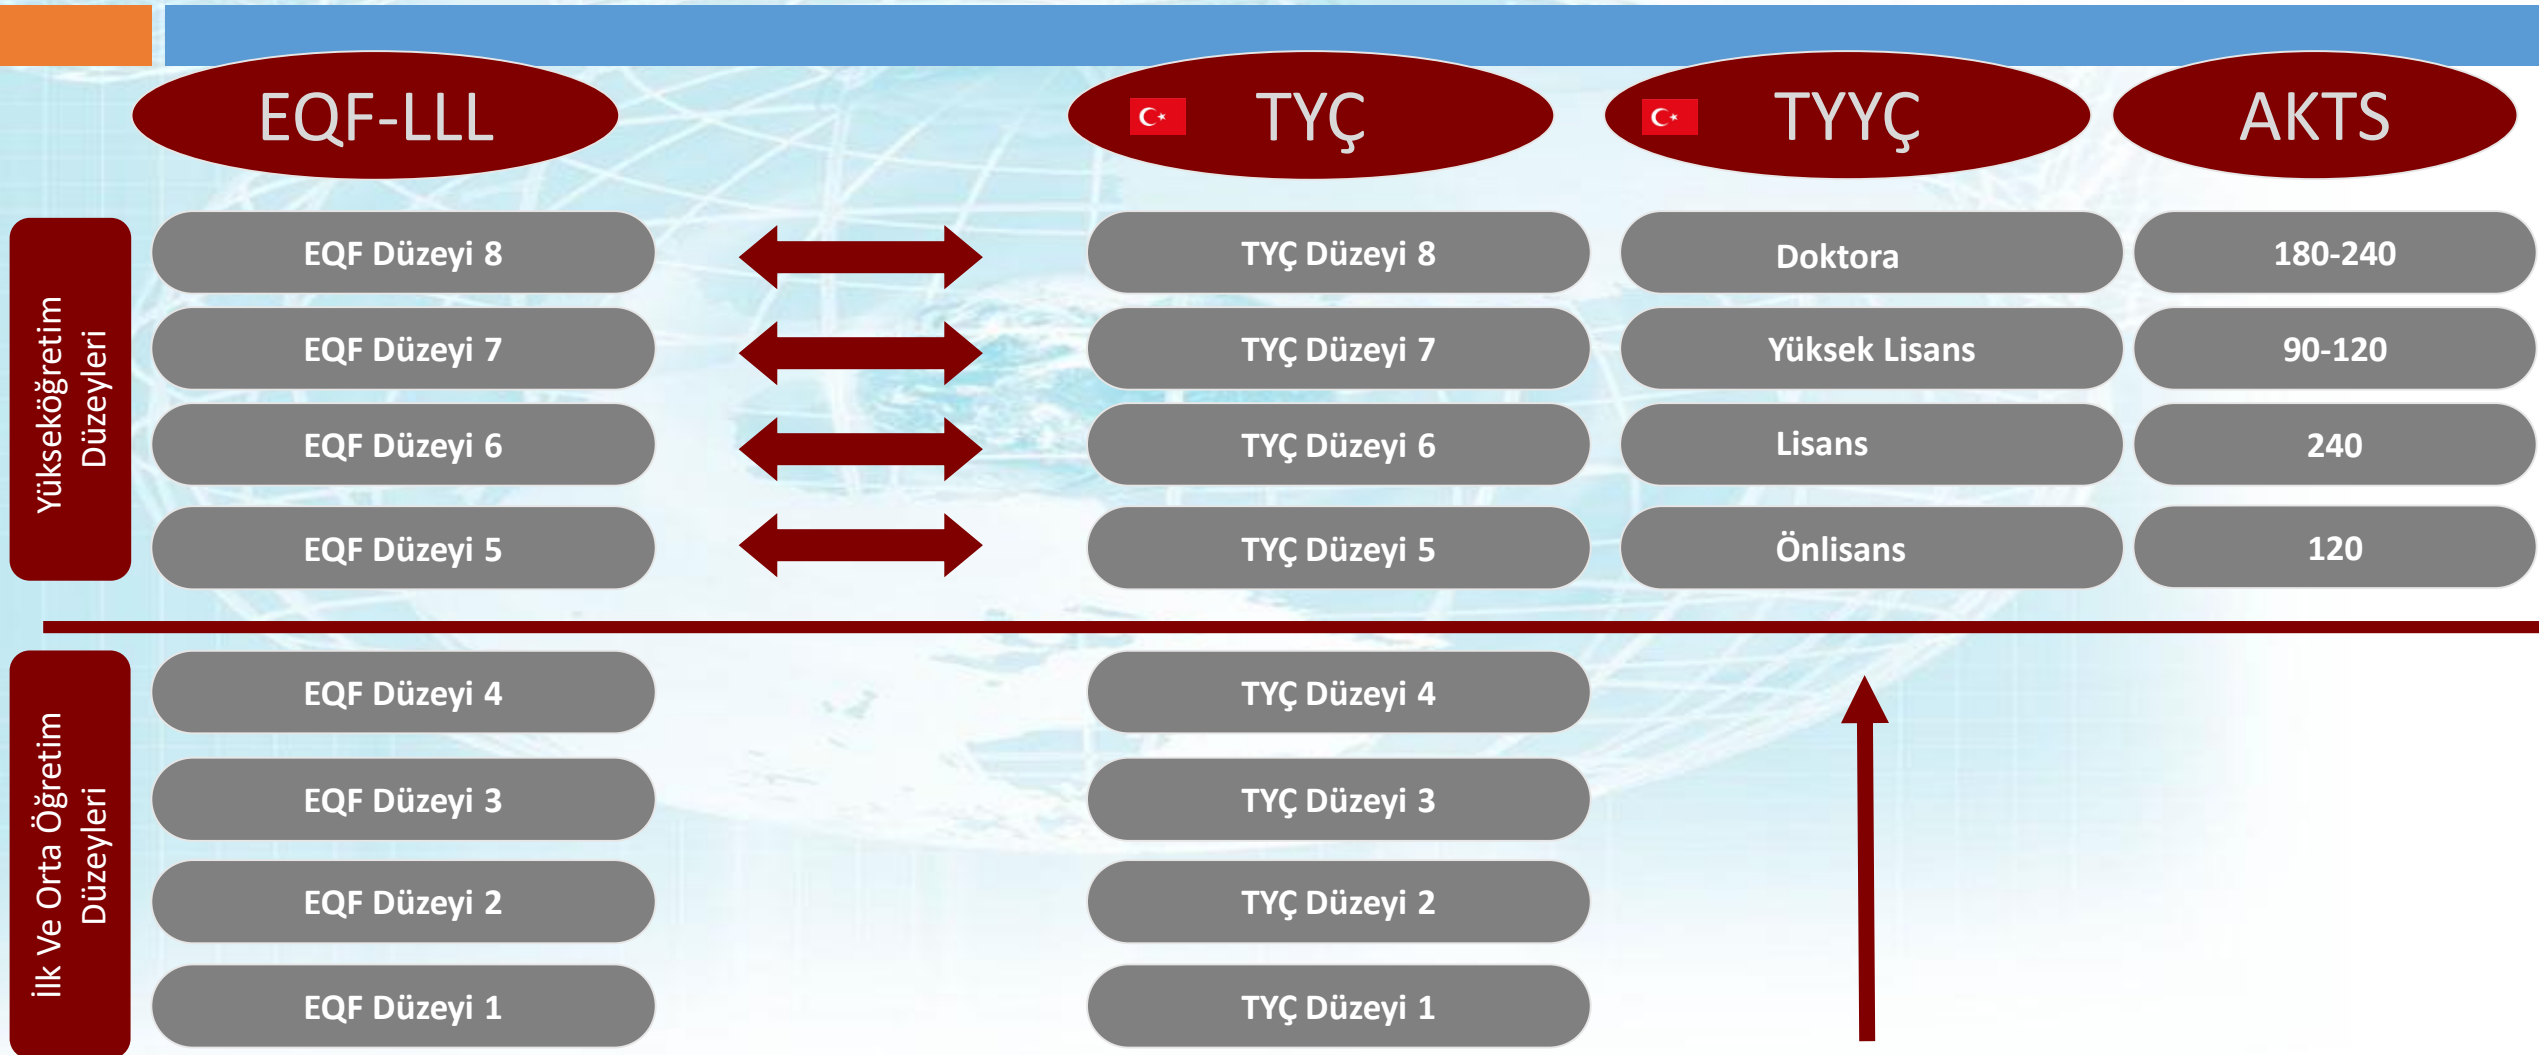 EQF-LLL
TYÇ
TYYÇ
AKTS
Yükseköğretim
Düzeyleri
EQF Düzeyi 8
TYÇ Düzeyi 8
Doktora
180-240
EQF Düzeyi 7
TYÇ Düzeyi 7
Yüksek Lisans
90-120
EQF Düzeyi 6
TYÇ Düzeyi 6
Lisans
240
EQF Düzeyi 5
TYÇ Düzeyi 5
Önlisans
120
İlk Ve Orta Öğretim
Düzeyleri
EQF Düzeyi 4
TYÇ Düzeyi 4
EQF Düzeyi 3
TYÇ Düzeyi 3
EQF Düzeyi 2
TYÇ Düzeyi 2
EQF Düzeyi 1
TYÇ Düzeyi 1